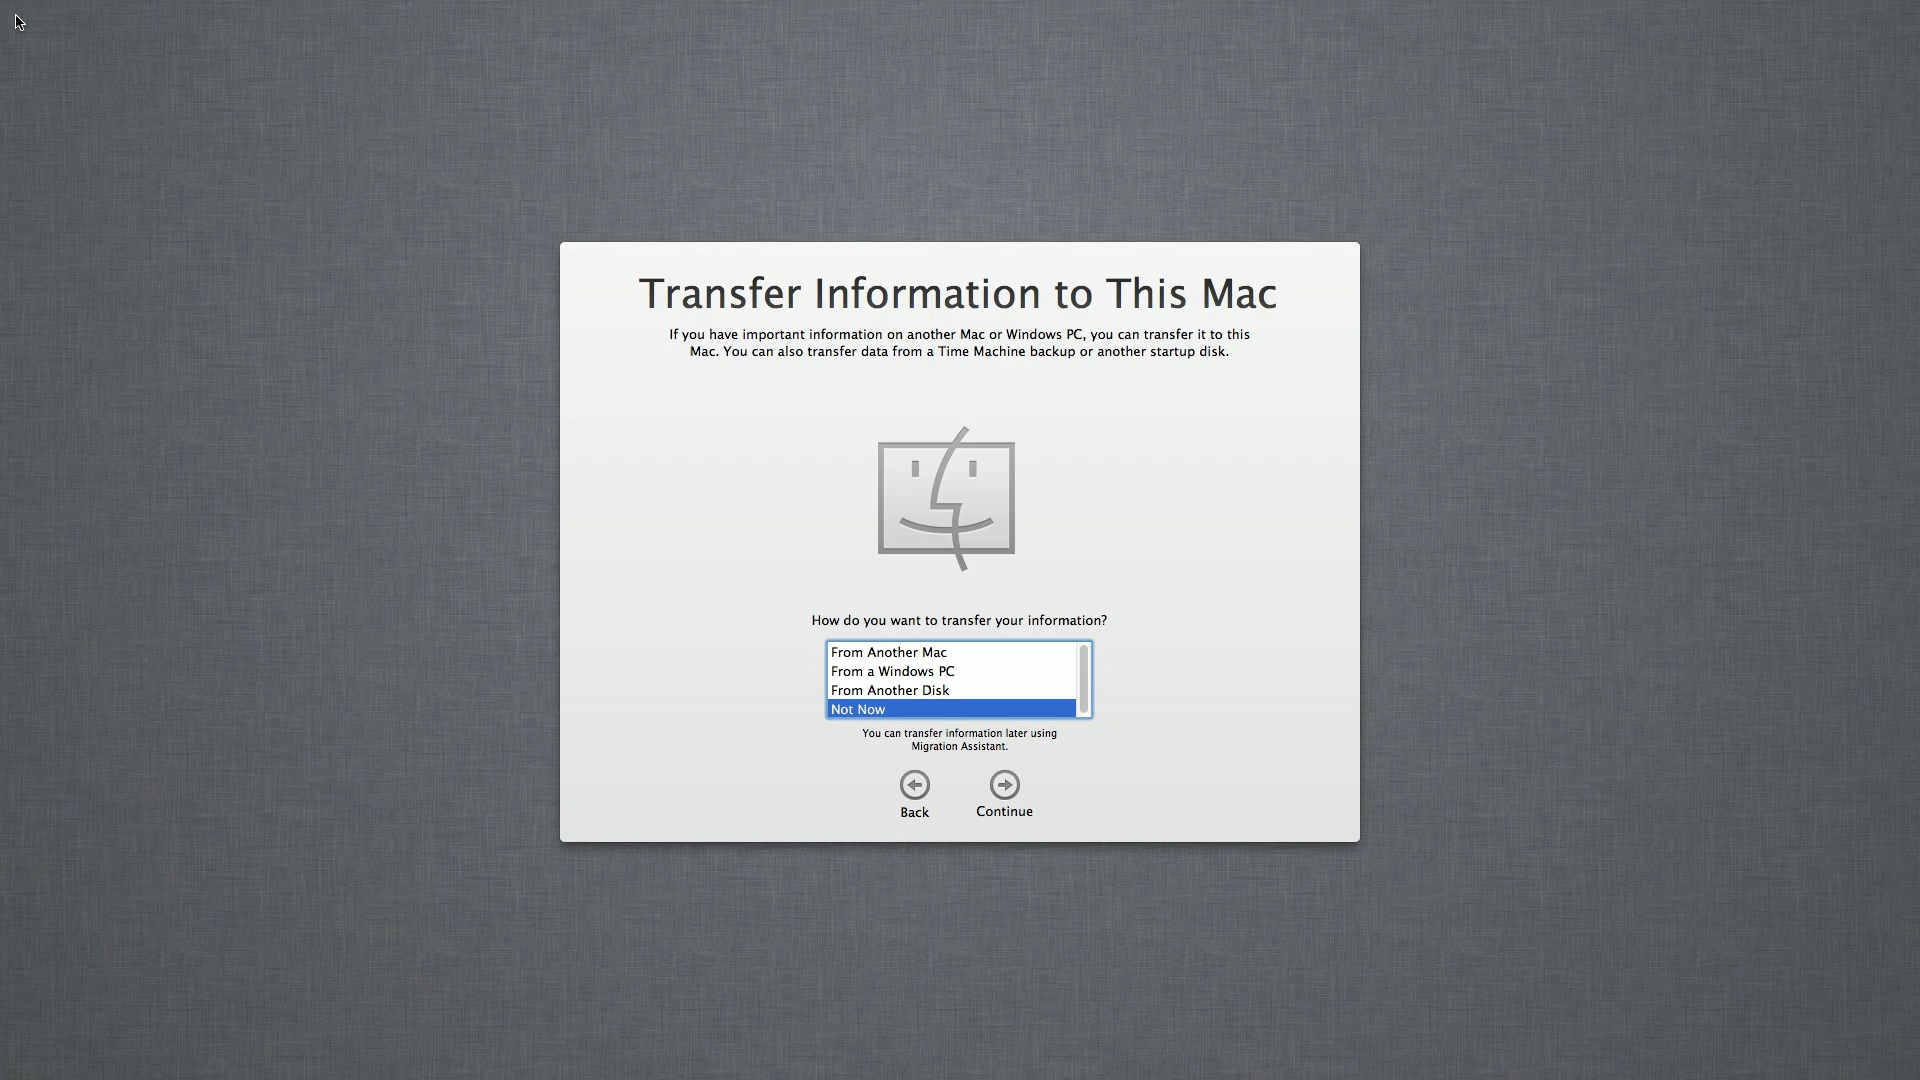 Transfer Information to This Mac
If you have important information on another Mac or Windows PC, you can transfer it to this
Mac. You can also transfer data from a Time Machine backup or another startup disk.
How do you want to transfer your information?
From Another Mac
From a Windows PC
From Another Disk
Not Now
You can transfer information later using
Migration Assistant.
Back
Continue